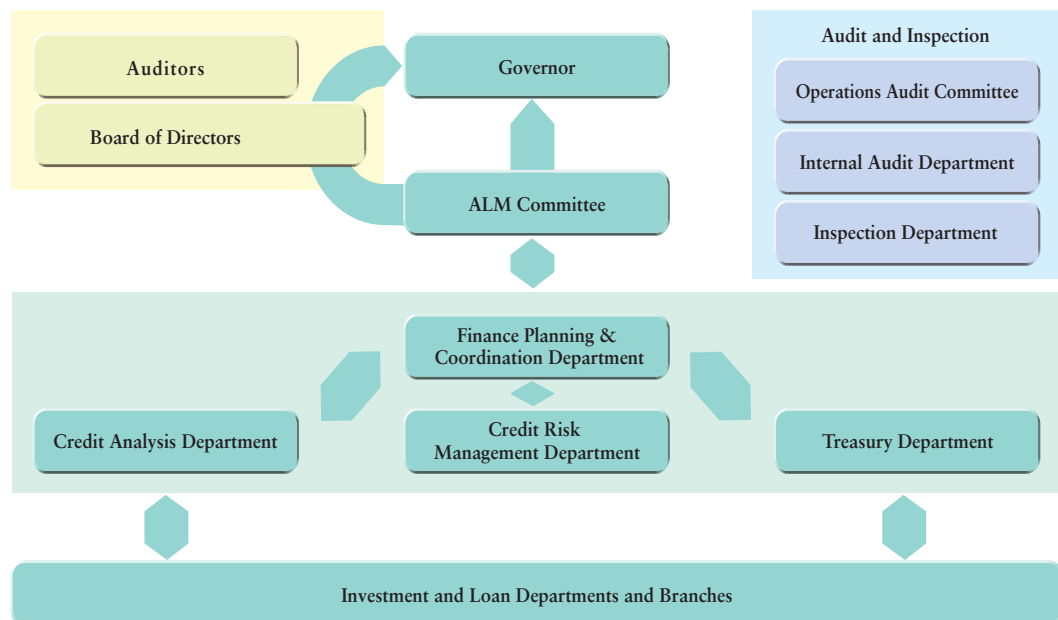 Auditors
Board of Directors
Governor
ALM Committee
Audit and Inspection
Operations Audit Committee
Internal Audit Department
Inspection Department
Finance Planning &
Coordination Department
Credit Analysis Department
Credit Risk
Management Department
Treasury Department
Investment and Loan Departments and Branches